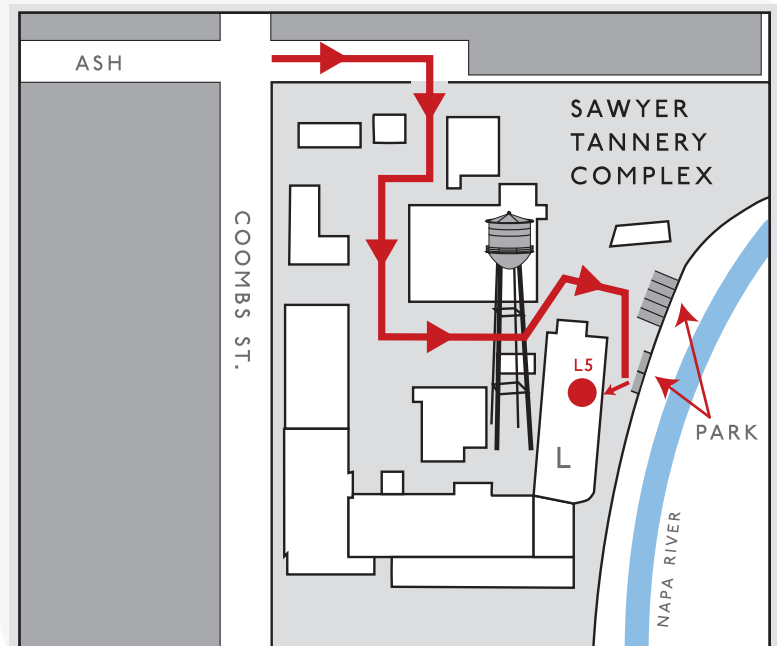 ASH
SAWYER
TANNERY
COMPLEX
COOMBS ST.
L5
L
PARK
NAPA RIVER